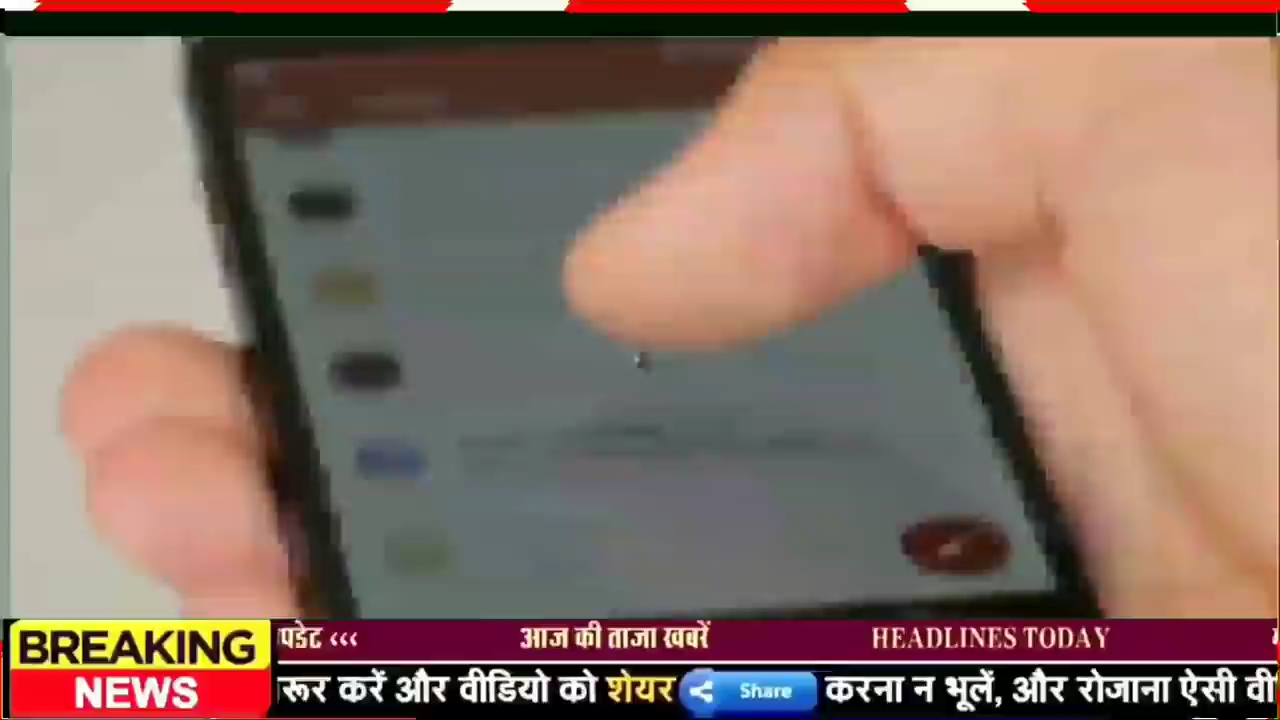 BREAKING
NEWS
पडेट ‹‹‹ आज की ताजा खबरें HEADLINES TODAY
रूर करें और वीडियो को शेयर Share करना न भूलें, और रोजाना ऐसी वी